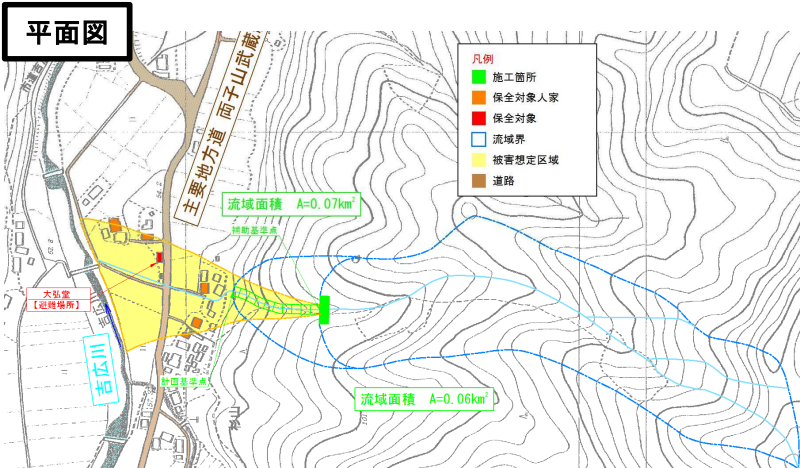 平面図
凡例
施工箇所
保全対象人家
保全対象
流域界
被害想定区域
道路
主要地方道 両子山武蔵
流域面積 A=0.07km²
補助基準点
大弘堂
【避難場所】
吉広川
計画基準点
流域面積 A=0.06km²